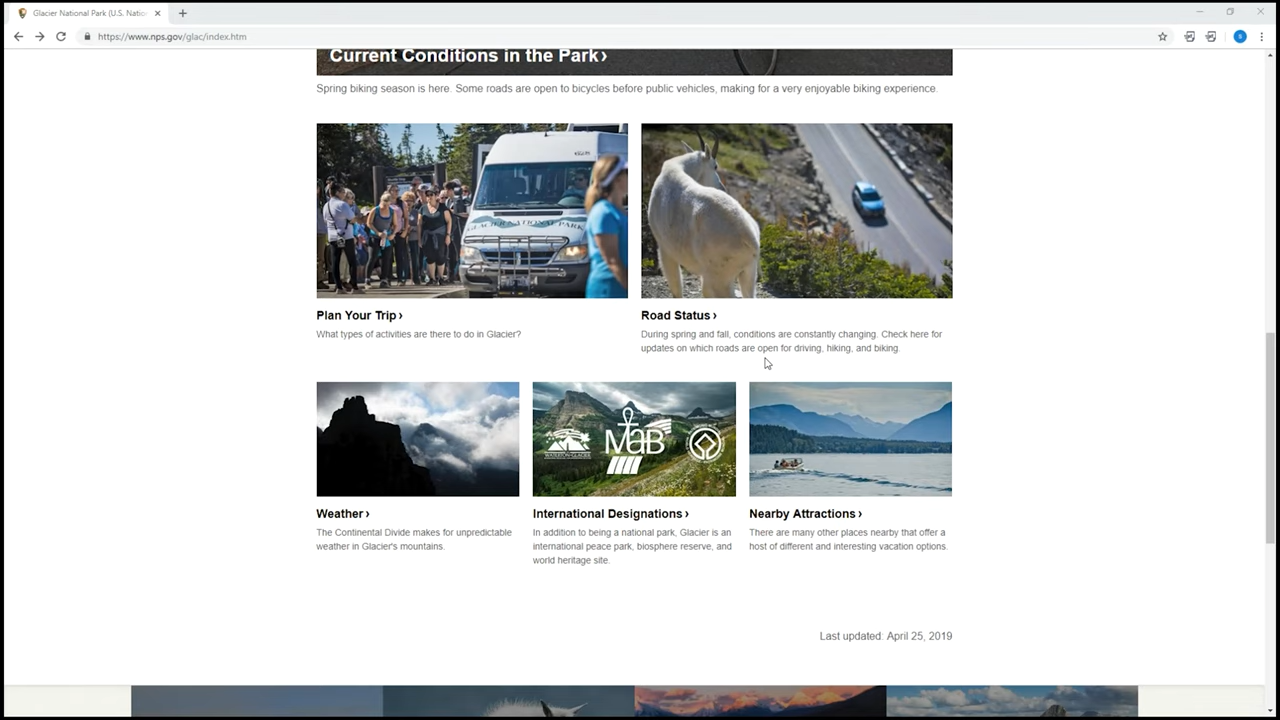 Glacier National Park (U.S. Natio
https://www.nps.gov/glac/index.htm
Current Conditions in the Park›
Spring biking season is here. Some roads are open to bicycles before public vehicles, making for a very enjoyable biking experience.
GLACIER NATIONAL PARK
Plan Your Trip ›
What types of activities are there to do in Glacier?
Road Status ›
During spring and fall, conditions are constantly changing. Check here for
updates on which roads are open for driving, hiking, and biking.
MaB
WATERTON-GLACIER
Weather ›
The Continental Divide makes for unpredictable
weather in Glacier's mountains.
International Designations ›
In addition to being a national park, Glacier is an
international peace park, biosphere reserve, and
world heritage site.
Nearby Attractions ›
There are many other places nearby that offer a
host of different and interesting vacation options.
Last updated: April 25, 2019